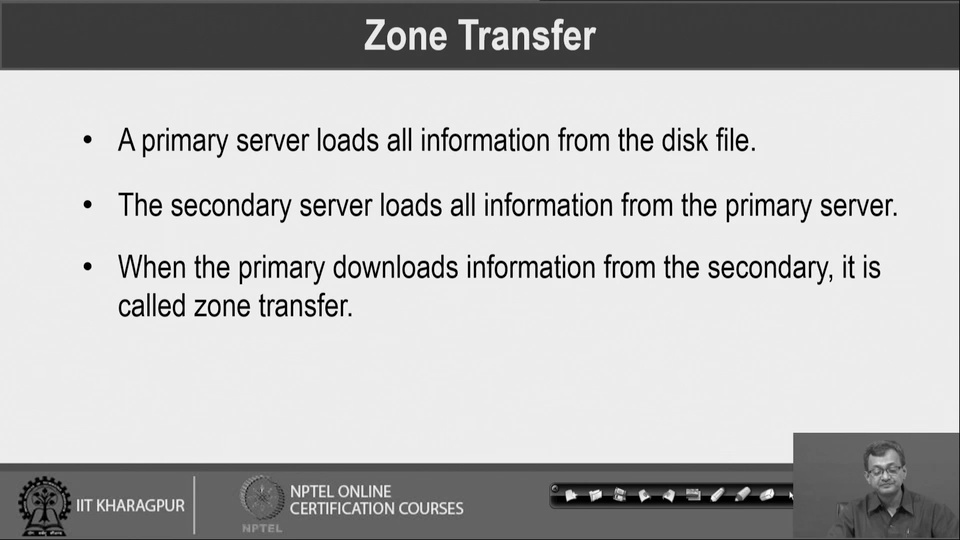 Zone Transfer
• A primary server loads all information from the disk file.
• The secondary server loads all information from the primary server.
• When the primary downloads information from the secondary, it is
called zone transfer.
IIT KHARAGPUR
NPTEL ONLINE
CERTIFICATION COURSES
NPTEL